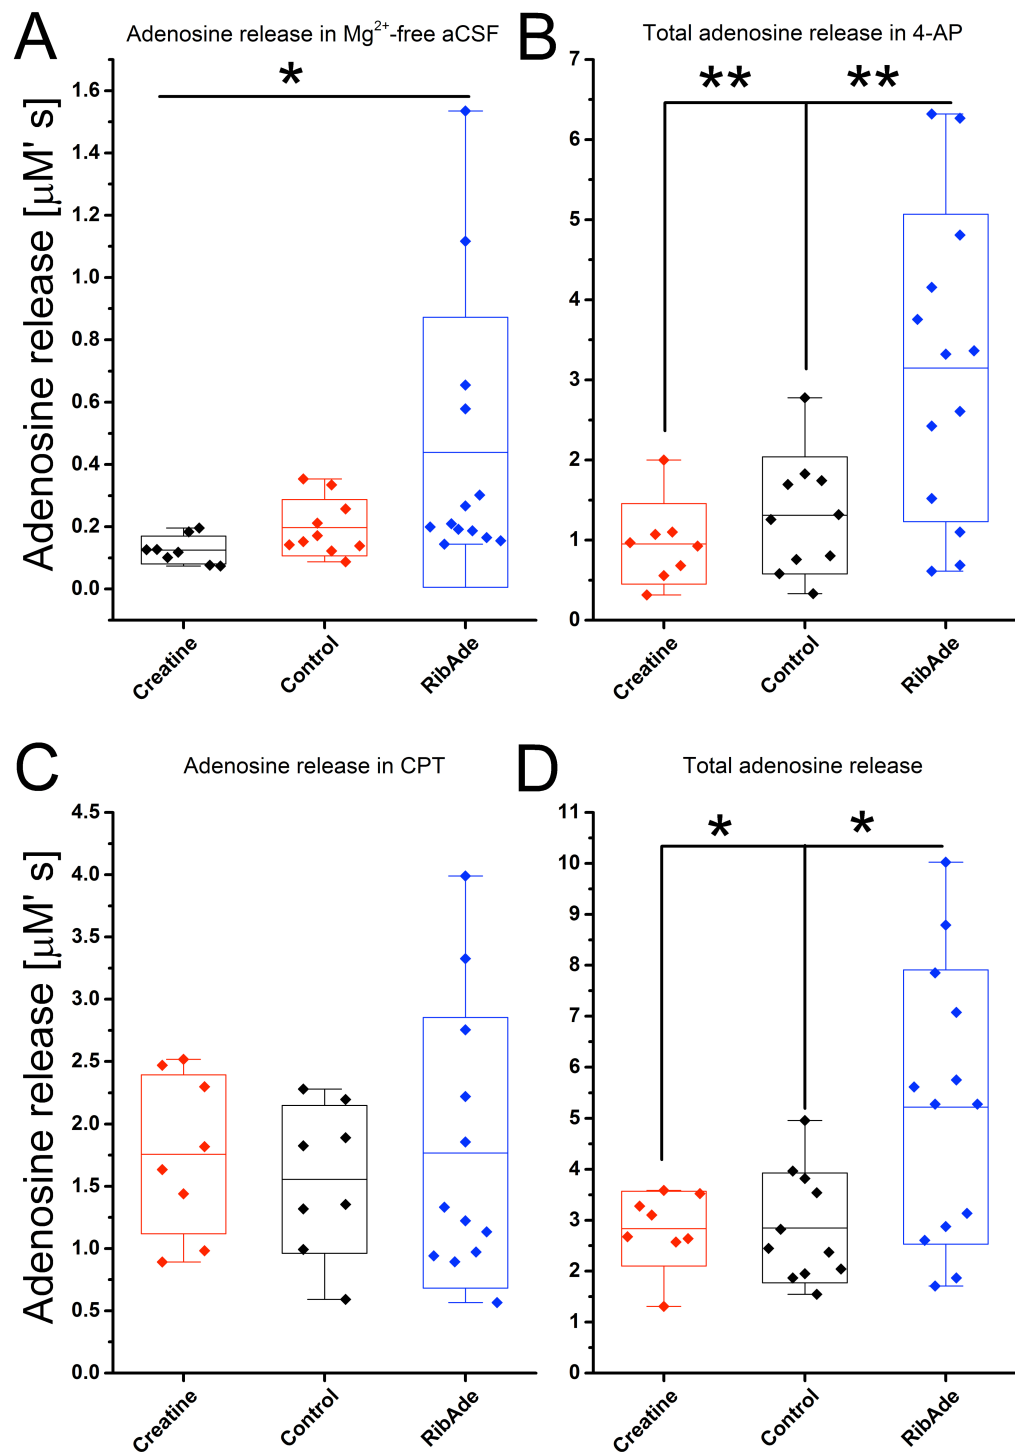 A
Adenosine release in Mg²⁺-free aCSF
Adenosine release [μM' s]
1.6
1.4
1.2
1.0
0.8
0.6
0.4
0.2
0.0
*
Creatine
Control
RibAde
B
Total adenosine release in 4-AP
7
6
5
4
3
2
1
0
** **
Creatine
Control
RibAde
C
Adenosine release in CPT
Adenosine release [μM' s]
4.5
4.0
3.5
3.0
2.5
2.0
1.5
1.0
0.5
0.0
Creatine
Control
RibAde
D
Total adenosine release
11
10
9
8
7
6
5
4
3
2
1
0
* *
Creatine
Control
RibAde